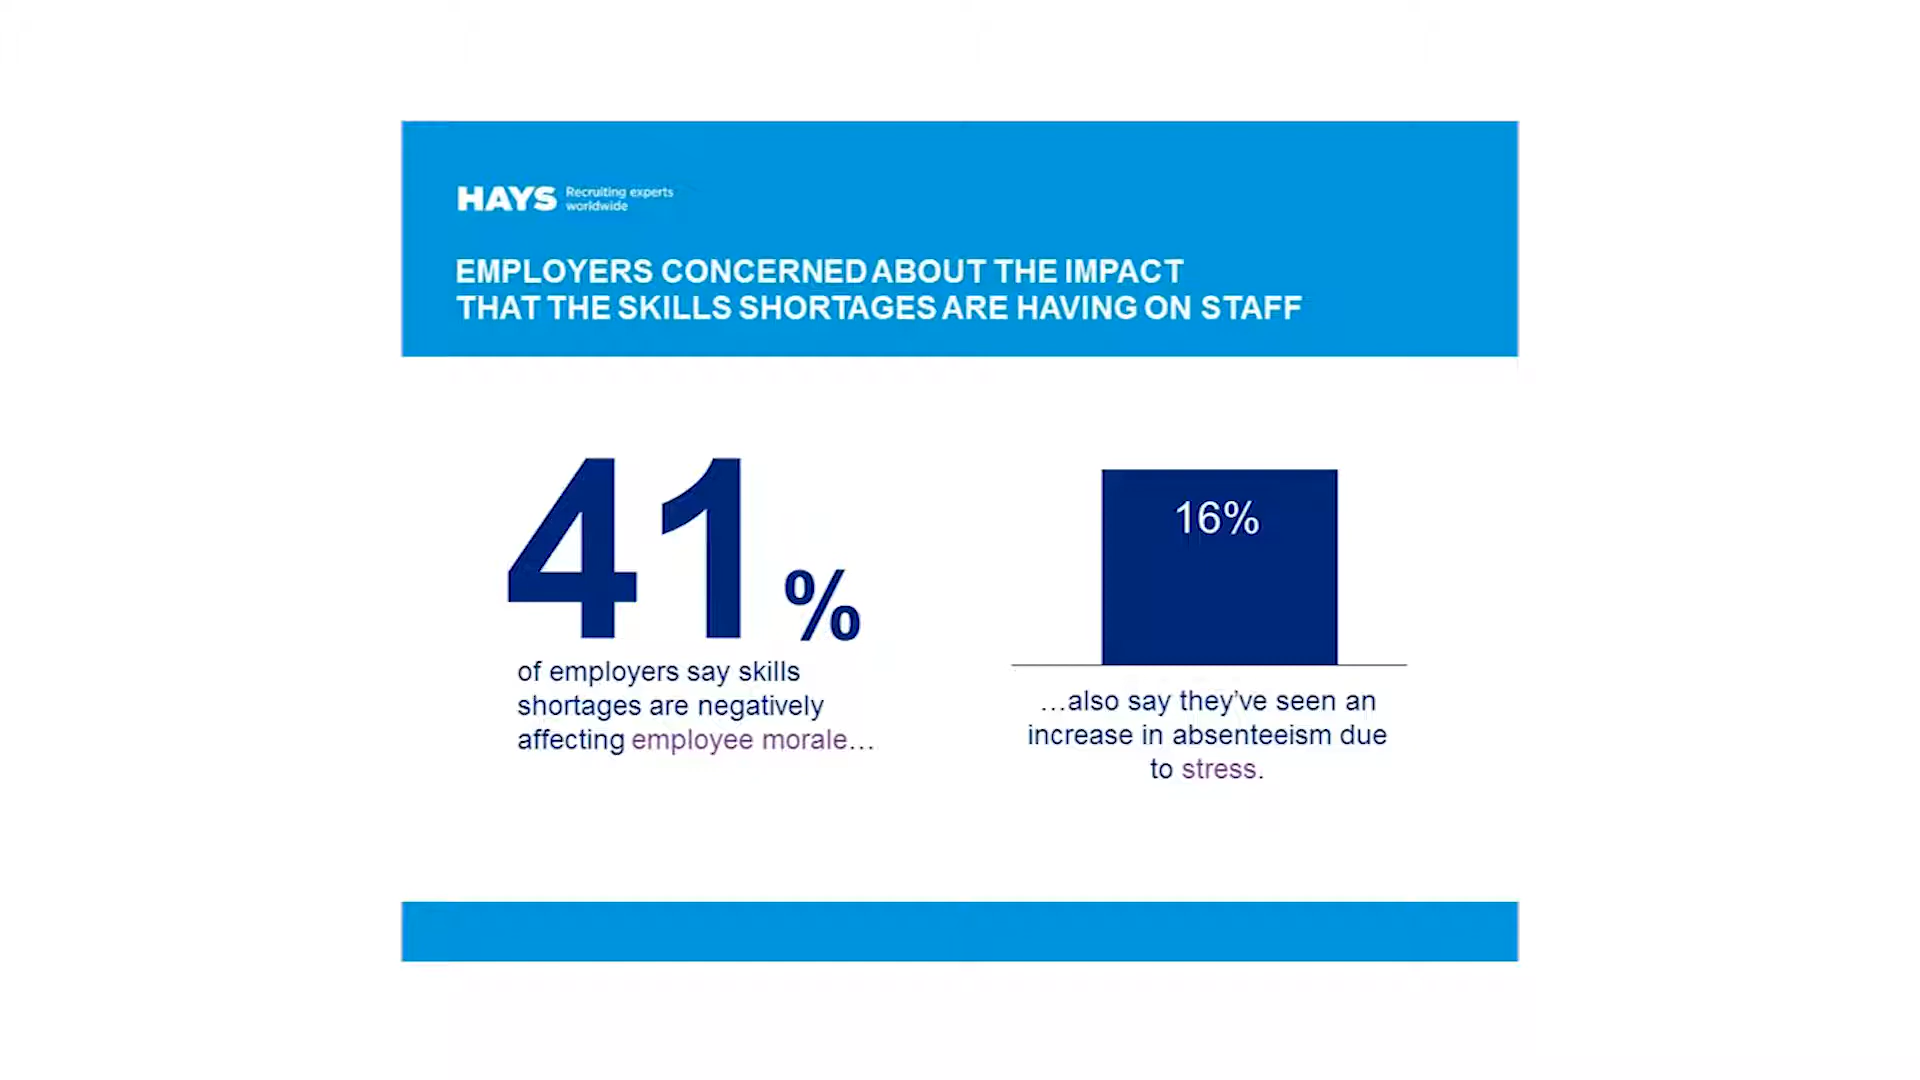 HAYS Recruiting experts
worldwide
EMPLOYERS CONCERNED ABOUT THE IMPACT
THAT THE SKILLS SHORTAGES ARE HAVING ON STAFF
41%
of employers say skills
shortages are negatively
affecting employee morale…
16%
…also say they’ve seen an
increase in absenteeism due
to stress.